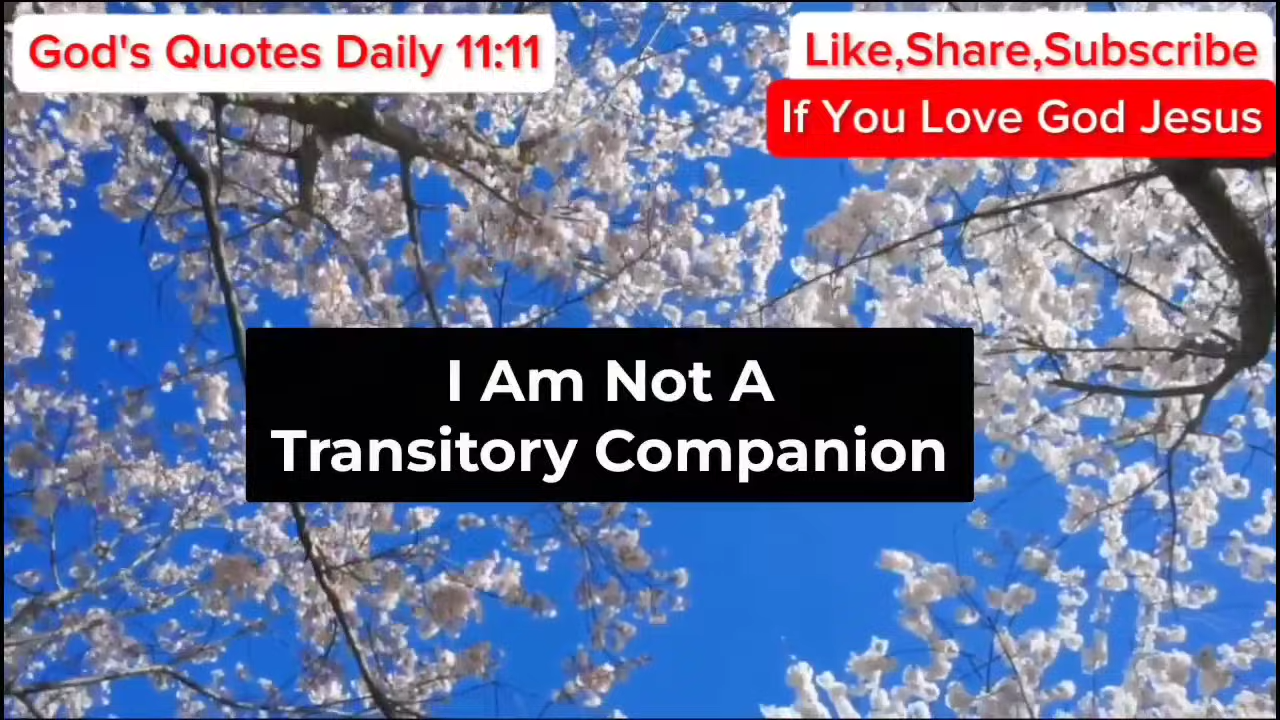 God's Quotes Daily 11:11
Like,Share,Subscribe
If You Love God Jesus
I Am Not A
Transitory Companion